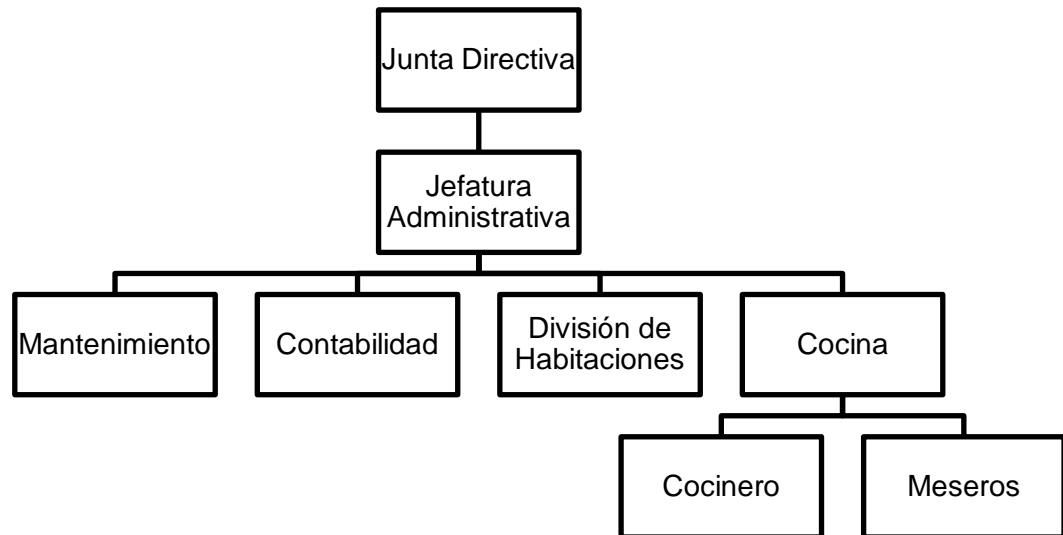 Junta Directiva
Jefatura
Administrativa
Mantenimiento
Contabilidad
División de
Habitaciones
Cocina
Cocinero
Meseros